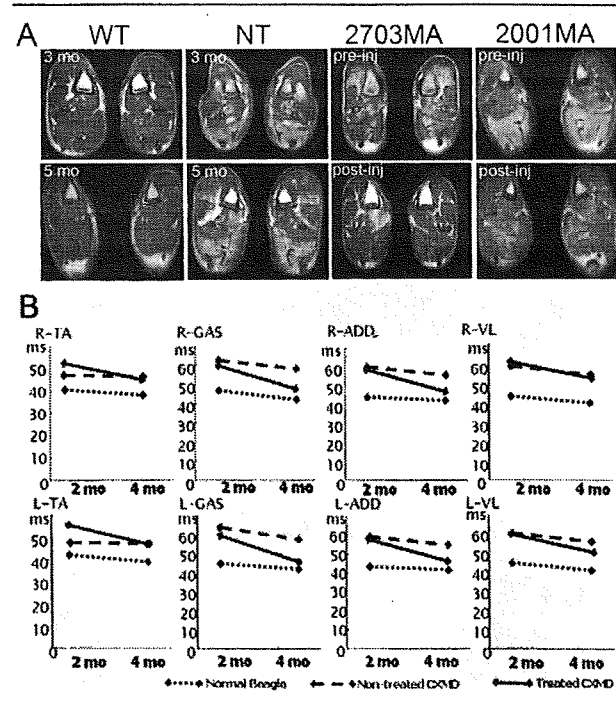 A WT NT 2703MA 2001MA
3 mo 3 mo pre-inj pre-inj
5 mo 5 mo post-inj post-inj
B
R-TA R-GAS R-ADD R-VL
ms ms ms ms
50 60 60 60
40 50 50 50
30 40 40 40
20 30 30 30
10 20 20 20
0 10 10 10
0 0 0
2 mo 4 mo 2 mo 4 mo 2 mo 4 mo 2 mo 4 mo
L-TA L-GAS L-ADD L-VL
ms ms ms ms
50 60 60 60
40 50 50 50
30 40 40 40
20 30 30 30
10 20 20 20
0 10 10 10
0 0 0
2 mo 4 mo 2 mo 4 mo 2 mo 4 mo 2 mo 4 mo
Normal Beagle Non-treated CXMD Treated CXMD